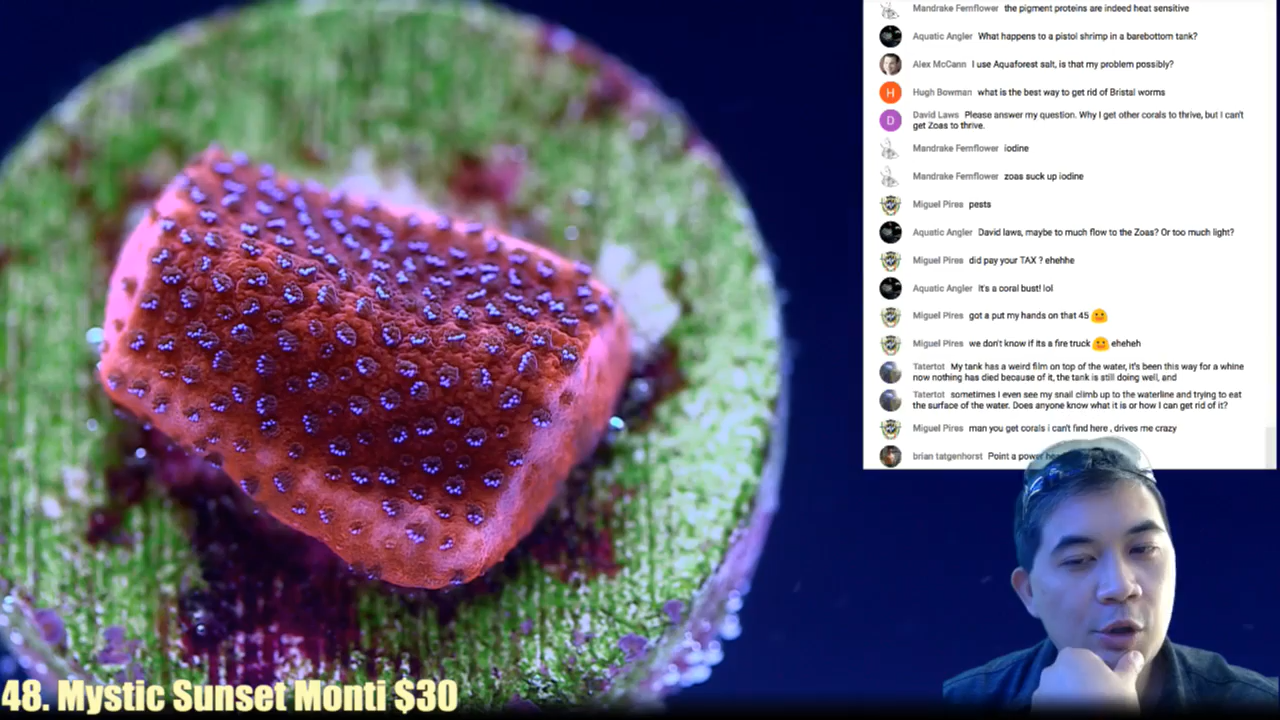 Mandrake Fernflower the pigment proteins are indeed heat sensitive
Aquatic Angler What happens to a pistol shrimp in a barebottom tank?
Alex McCann I use Aquaforest salt, is that my problem possibly?
H
Hugh Bowman what is the best way to get rid of Bristal worms
D
David Laws Please answer my question. Why I get other corals to thrive, but I can't
get Zoas to thrive.
Mandrake Fernflower iodine
Mandrake Fernflower zoas suck up iodine
Miguel Pires pests
Aquatic Angler David laws, maybe to much flow to the Zoas? Or too much light?
Miguel Pires did pay your TAX ? ehehhe
Aquatic Angler It's a coral bust! lol
Miguel Pires got a put my hands on that 45
Miguel Pires we don't know if its a fire truck eheheh
Tatertot My tank has a weird film on top of the water, it's been this way for a whine
now nothing has died because of it, the tank is still doing well, and
Tatertot sometimes I even see my snail climb up to the waterline and trying to eat
the surface of the water. Does anyone know what it is or how I can get rid of it?
Miguel Pires man you get corals i can't find here , drives me crazy
brian tatgenhorst Point a power
48. Mystic Sunset Monti $30